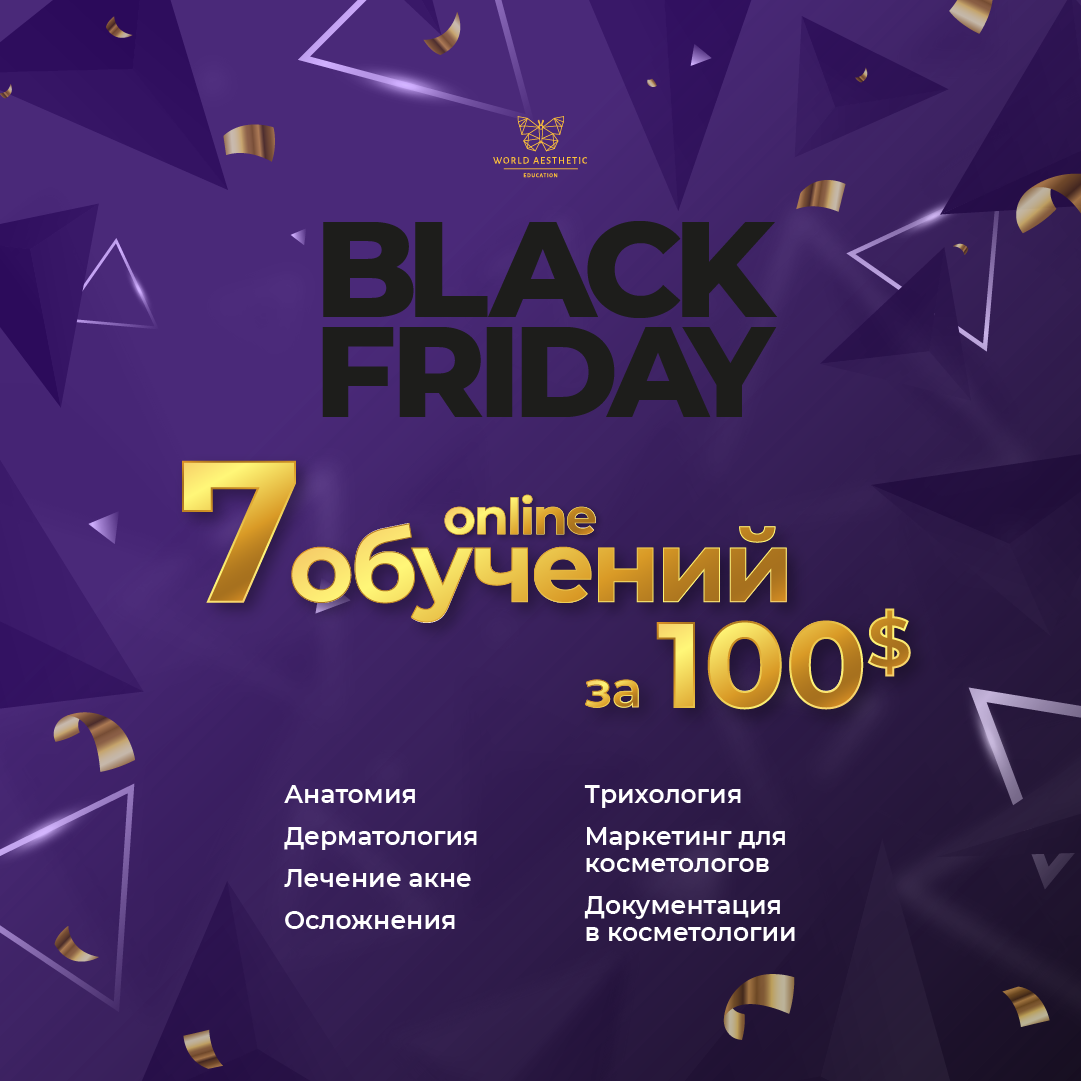 WORLD AESTHETIC
EDUCATION
BLACK
FRIDAY
7 online
обучений
за 100$
Анатомия
Дерматология
Лечение акне
Осложнения
Трихология
Маркетинг для
косметологов
Документация
в косметологии